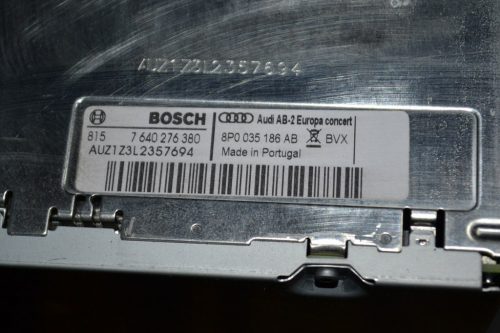 AUZ1Z3L2357694
BOSCH Audi AB-2 Europa concert
815 7 640 276 380 8P0 035 186 AB BVX
AUZ1Z3L2357694 Made in Portugal